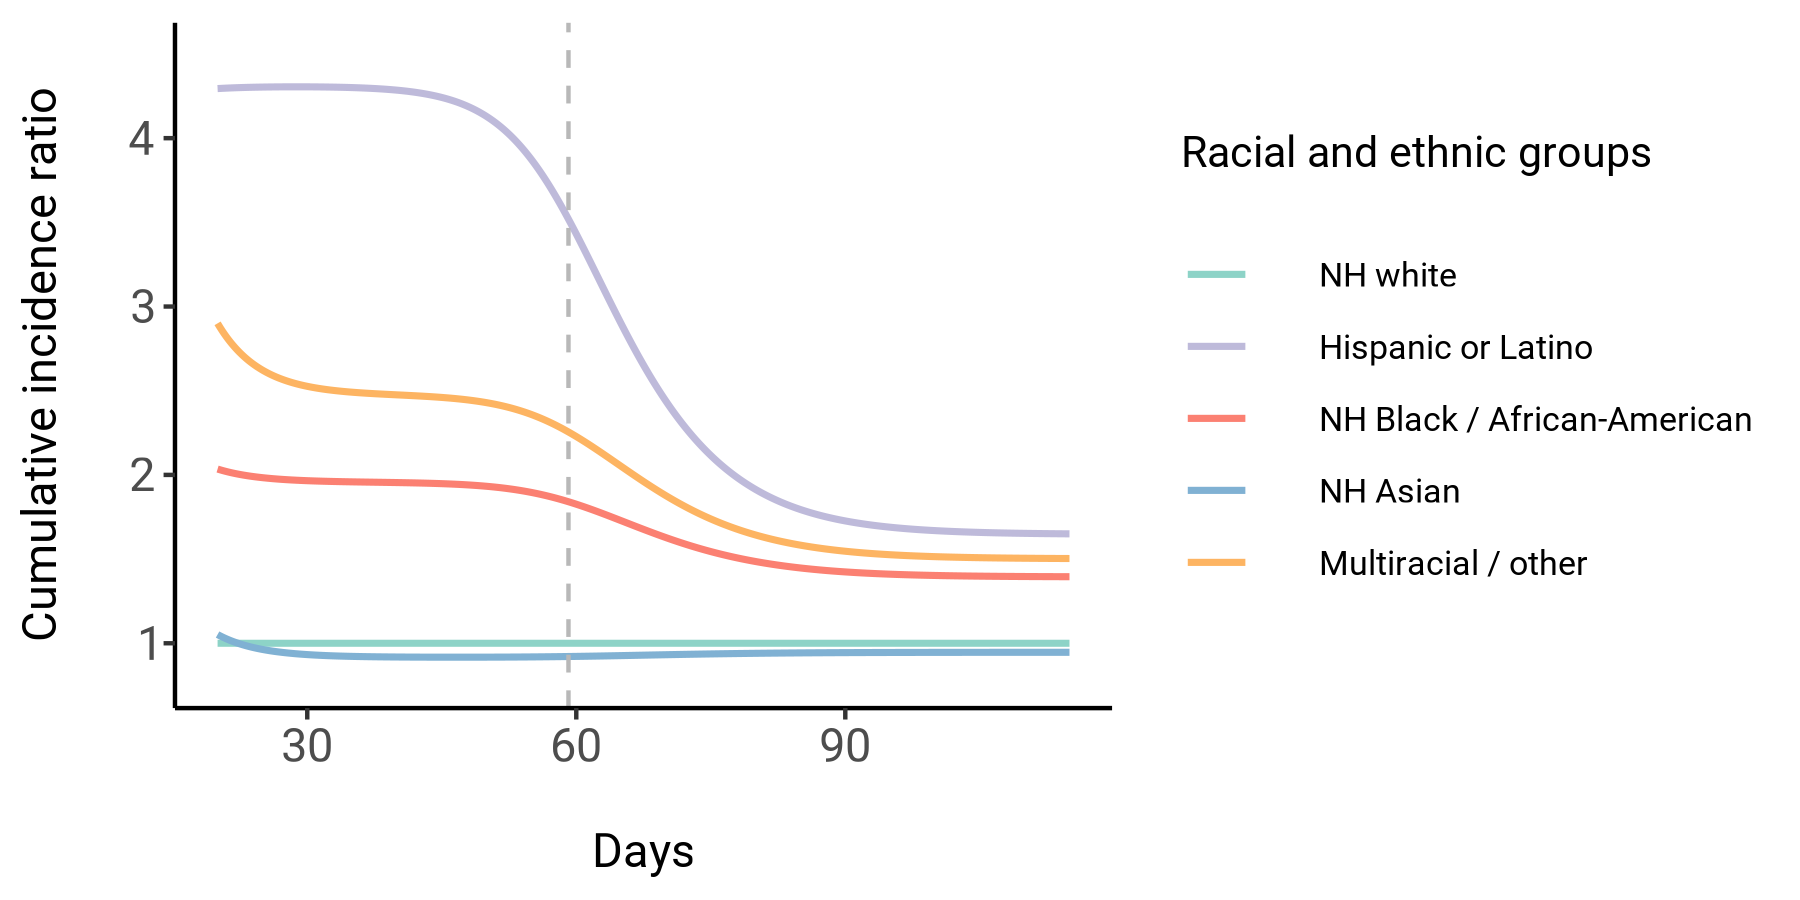 Cumulative incidence ratio
4
3
2
1
30 60 90
Days
Racial and ethnic groups
NH white
Hispanic or Latino
NH Black / African-American
NH Asian
Multiracial / other